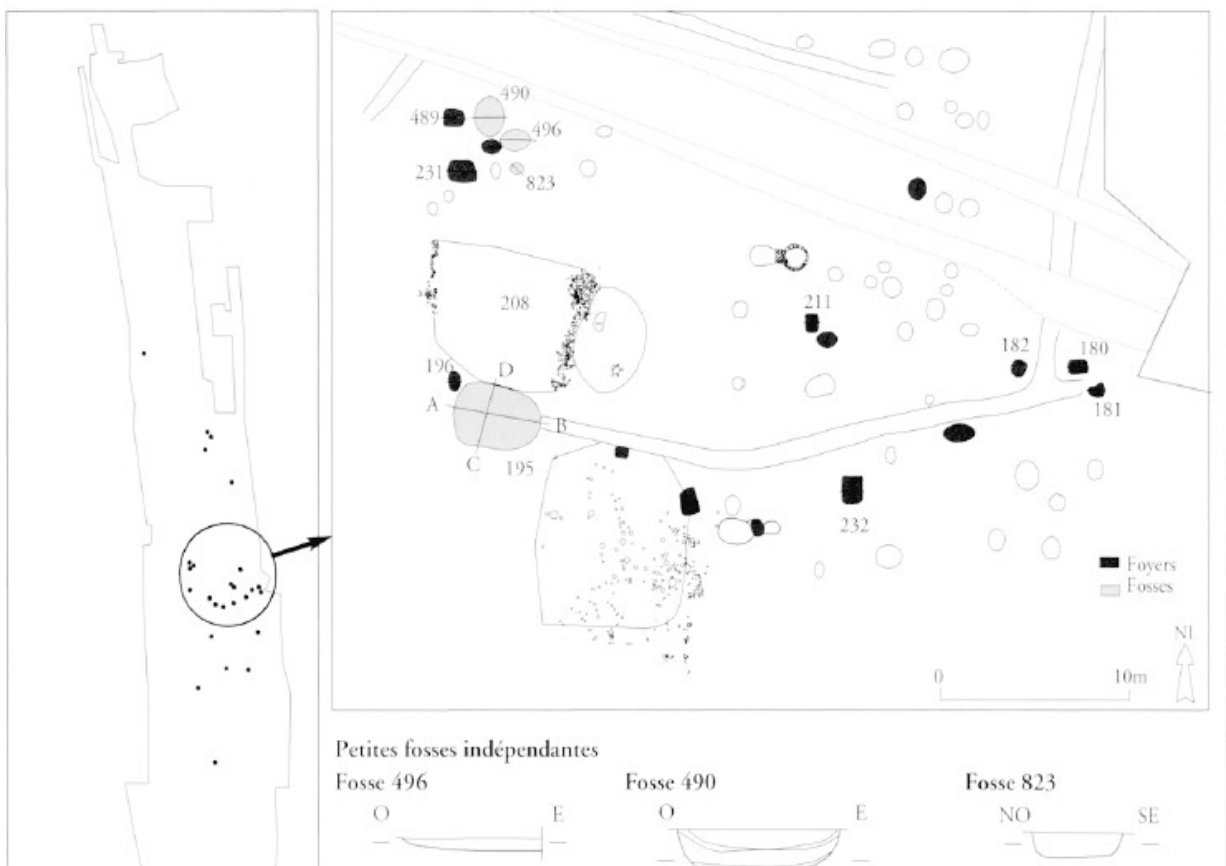 490
489
496
231
823
208
211
196
D
182
180
A
B
181
C
195
232
Foyers
Fosses
0
10m
Petites fosses indépendantes
Fosse 496
Fosse 490
Fosse 823
O E
O E
NO SE